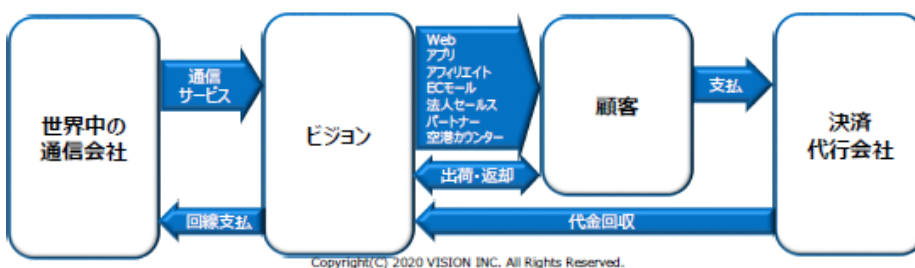 世界中の
通信会社
通信
サービス
回線支払
ビジョン
Web
アプリ
アフィリエイト
ECモール
法人セールス
パートナー
空港カウンター
出荷・返却
顧客
支払
代金回収
決済
代行会社
Copyright(C) 2020 VISION INC. All Rights Reserved.